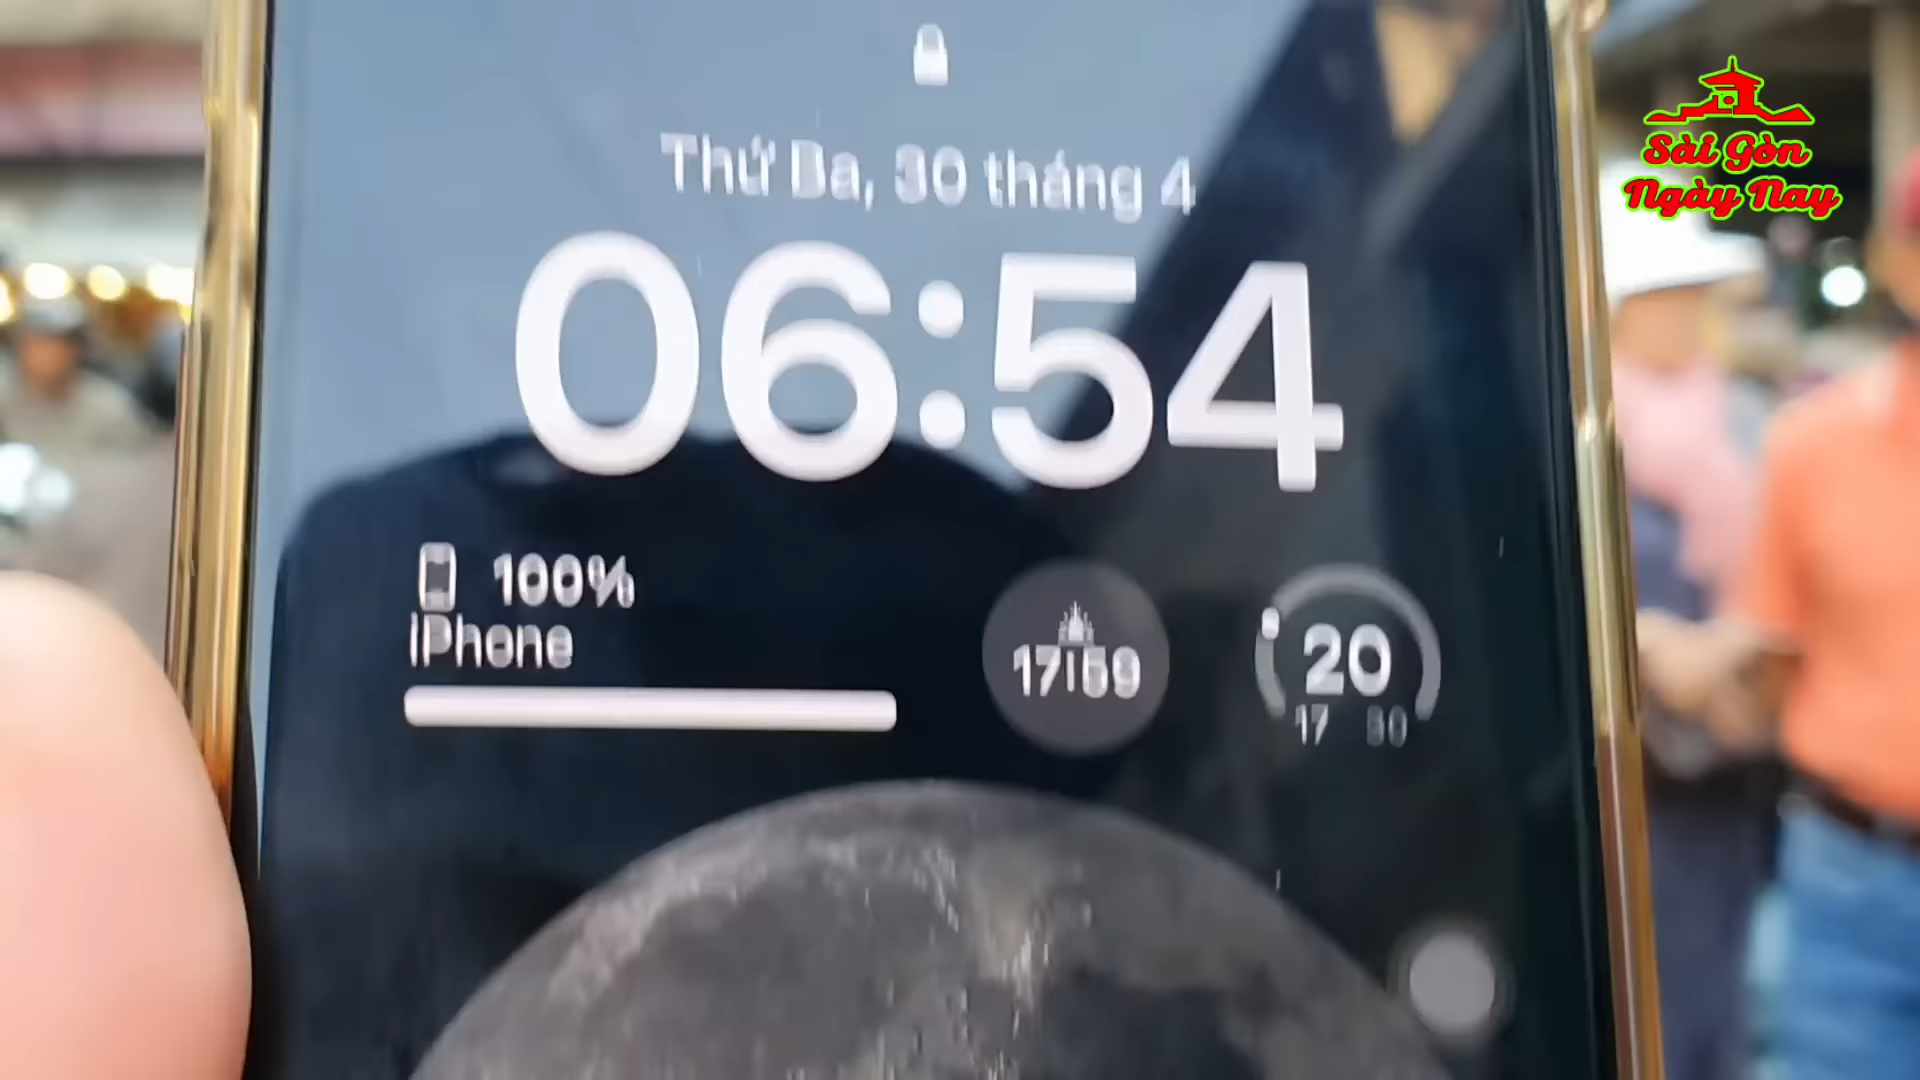 Sài Gòn
Ngày Nay
Thứ Ba, 30 tháng 4
06:54
100%
iPhone
17:59
20
17 30